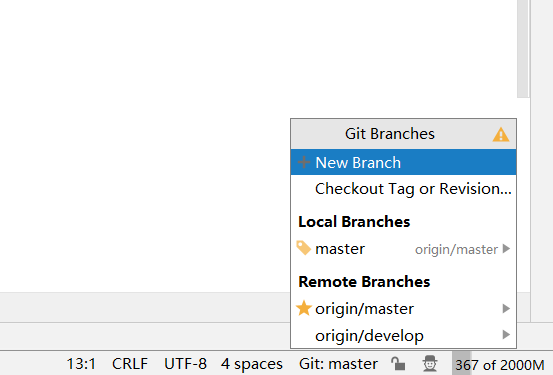 Git Branches
New Branch
Checkout Tag or Revision...
Local Branches
master origin/master
Remote Branches
origin/master
origin/develop
13:1 CRLF UTF-8 4 spaces Git: master 367 of 2000M